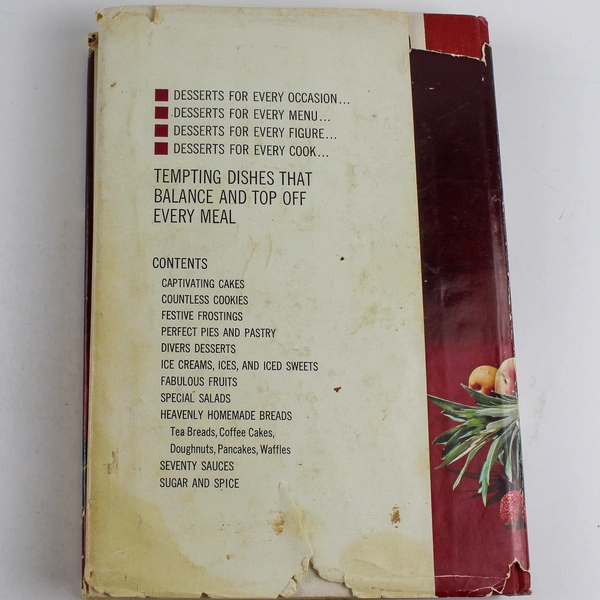 DESSERTS FOR EVERY OCCASION...
DESSERTS FOR EVERY MENU...
DESSERTS FOR EVERY FIGURE...
DESSERTS FOR EVERY COOK...
TEMPTING DISHES THAT
BALANCE AND TOP OFF
EVERY MEAL
CONTENTS
CAPTIVATING CAKES
COUNTLESS COOKIES
FESTIVE FROSTINGS
PERFECT PIES AND PASTRY
DIVERS DESSERTS
ICE CREAMS, ICES, AND ICED SWEETS
FABULOUS FRUITS
SPECIAL SALADS
HEAVENLY HOMEMADE BREADS
Tea Breads, Coffee Cakes,
Doughnuts, Pancakes, Waffles
SEVENTY SAUCES
SUGAR AND SPICE